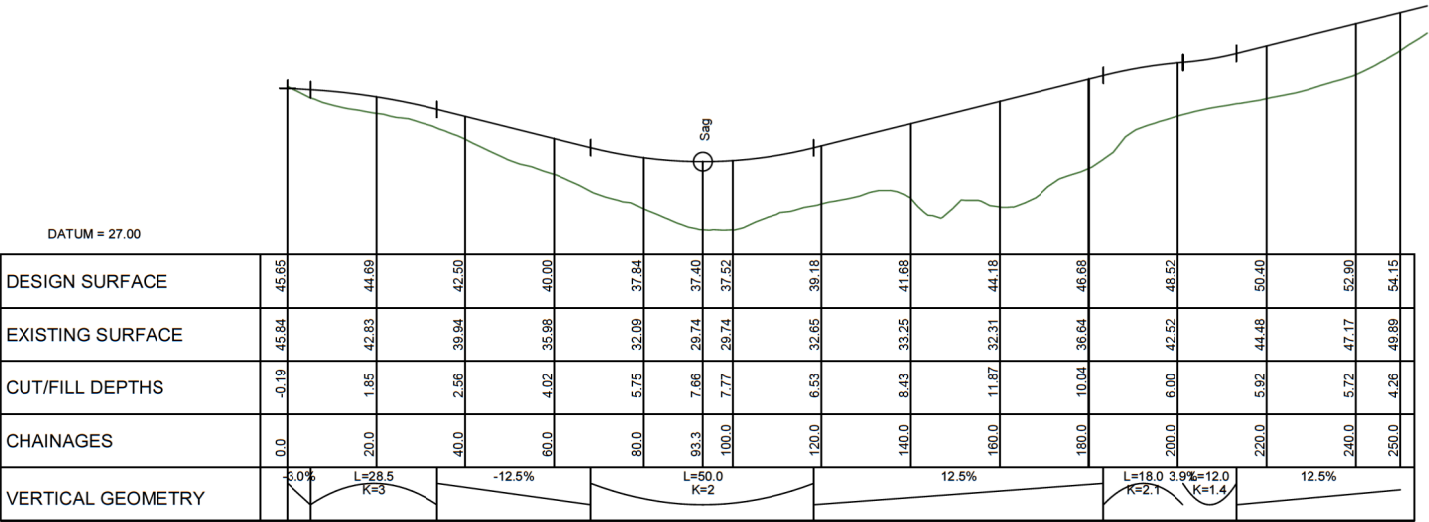 Sag
DATUM = 27.00
DESIGN SURFACE 45.65 44.69 42.50 40.00 37.84 37.40 37.52 39.18 41.68 44.18 46.68 48.52 50.40 52.90 54.15
EXISTING SURFACE 45.84 42.83 39.94 35.98 32.09 29.74 29.74 32.65 33.25 32.31 36.64 42.52 44.48 47.17 49.89
CUT/FILL DEPTHS -0.19 1.85 2.56 4.02 5.75 7.66 7.77 6.53 8.43 11.87 10.04 6.00 5.92 5.72 4.26
CHAINAGES 0.0 20.0 40.0 60.0 80.0 93.3 100.0 120.0 140.0 160.0 180.0 200.0 220.0 240.0 250.0
L=28.5 -12.5% L=50.0 12.5% L=18.0 3.9% =12.0 12.5%
K=3 K=2 K=2.1 K=1.4
VERTICAL GEOMETRY